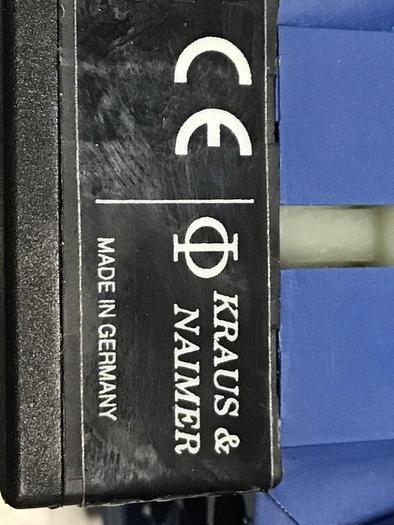 CE
Φ KRAUS &
NAIMER
MADE IN GERMANY